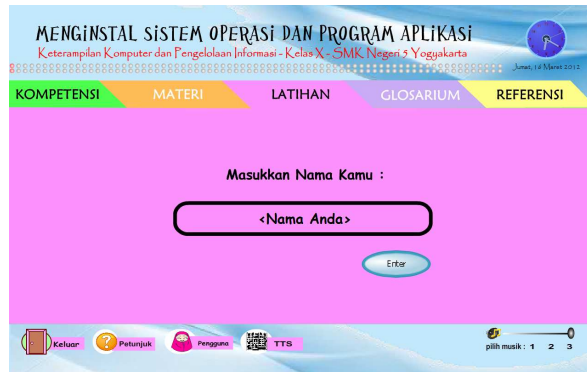 MENGiNSTAL SiSTEM OPERASi DAN PROGRAM APLiKASi
Keterampilan Komputer dan Pengelolaan Informasi - Kelas X - SMK Negeri 5 Yogyakarta
Jumat, 16 Maret 2012
KOMPETENSI MATERI LATIHAN GLOSARIUM REFERENSI
Masukkan Nama Kamu :
<Nama Anda>
Enter
Keluar Petunjuk Pengguna TTS
pilih musik : 1 2 3